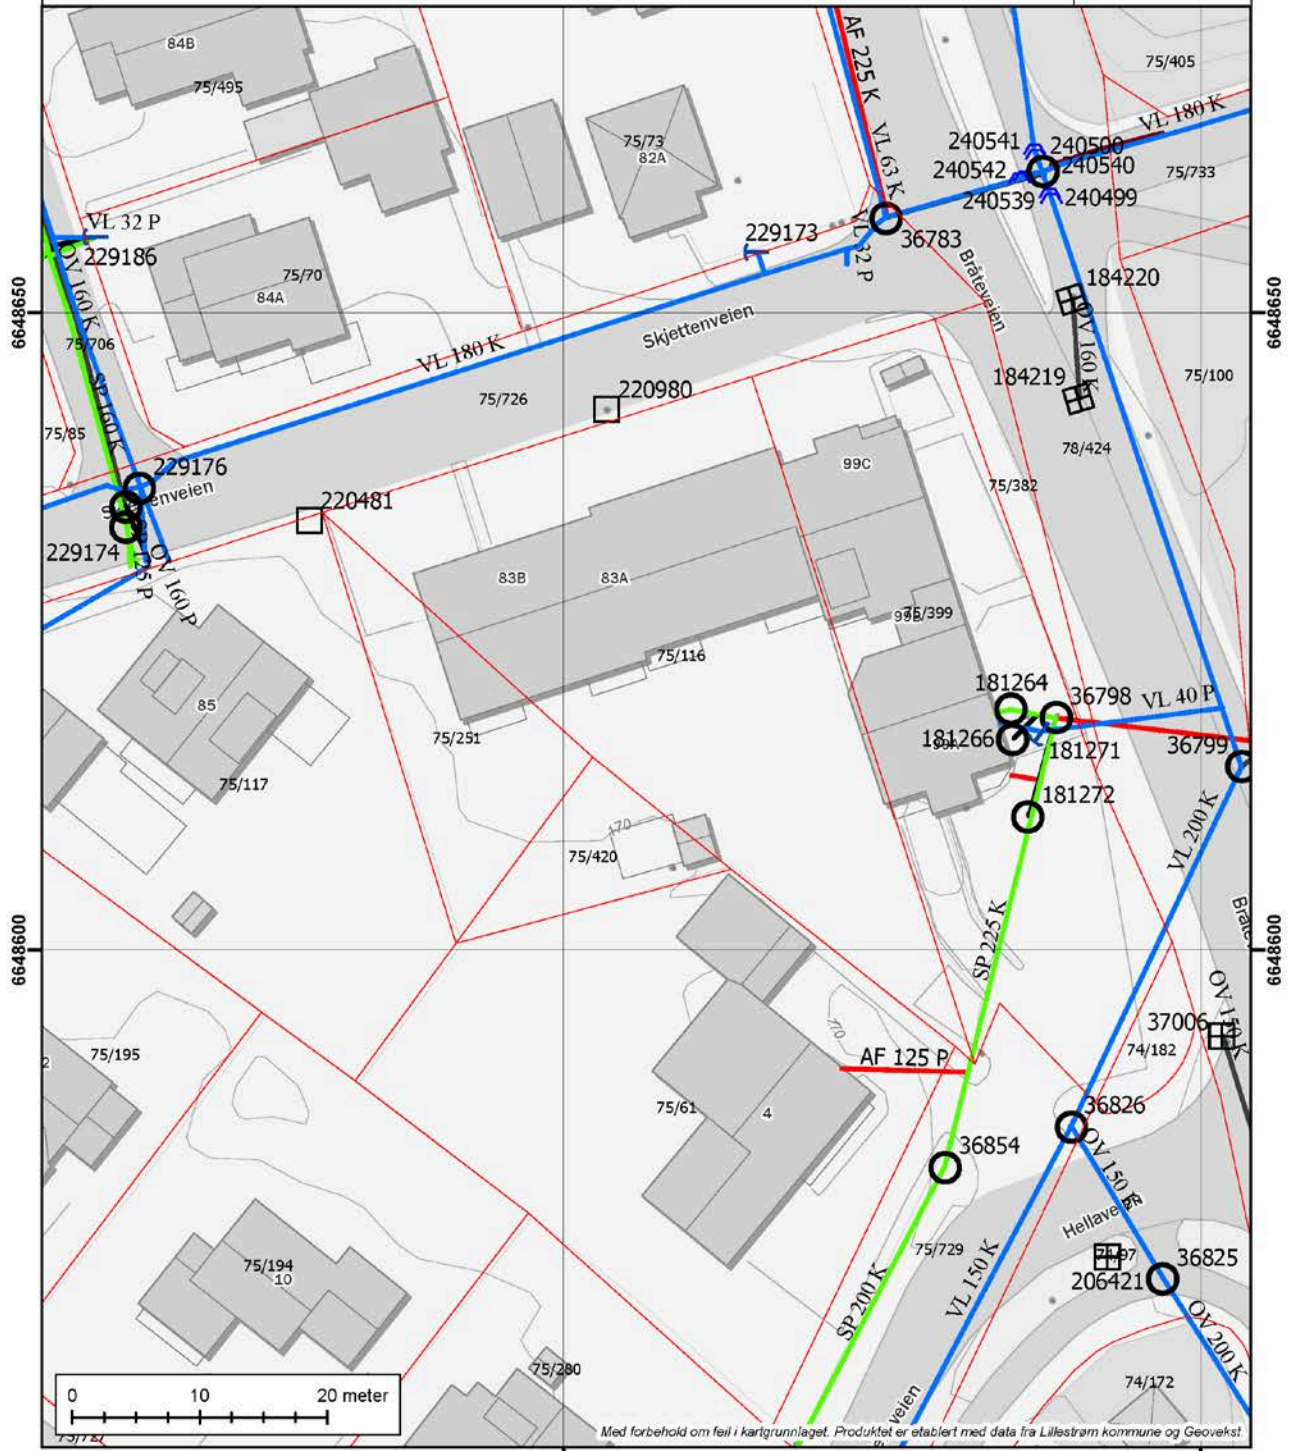 84B
75/495
AF 225 K
75/405
75/73
82A
VL 63 K
VL 180 K
240541
240500
240542
240540
75/733
240539
240499
VL 32 P
229186
OV 160 K
229173
VL 32 P
36783
75/70
84A
Bråteveien
184220
6648650
6648650
Skjettenveien
75/706
SP 160 K
VL 180 K
OV 160 K
184219
75/100
75/726
220980
75/85
78/424
99C
75/382
229176
220481
229174
OV 160 P
83B
83A
75/399
75/116
85
181264
36798
VL 40 P
75/251
181266
181271
36799
75/117
181272
170
75/420
VL 200 K
SP 225 K
6648600
6648600
OV 150 K
37006
74/182
75/195
AF 125 P
75/61
4
36826
36854
OV 150 K
75/729
36825
206421
75/194
10
SP 200 K
VL 150 K
OV 200 K
75/280
74/172
0 10 20 meter
Med forbehold om feil i kartgrunnlaget. Produktet er etablert med data fra Lillestrøm kommune og Geovekst.